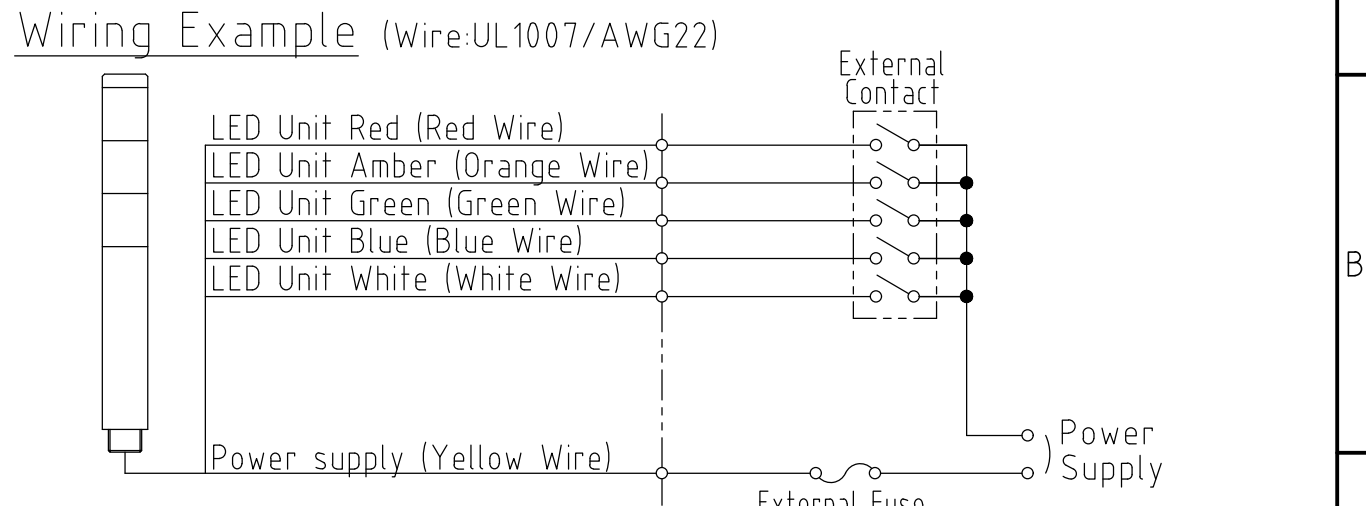 Wiring Example (Wire:UL1007/AWG22)
External
Contact
LED Unit Red (Red Wire)
LED Unit Amber (Orange Wire)
LED Unit Green (Green Wire)
LED Unit Blue (Blue Wire)
LED Unit White (White Wire)
B
Power supply (Yellow Wire)
Power
Supply
External Fuse